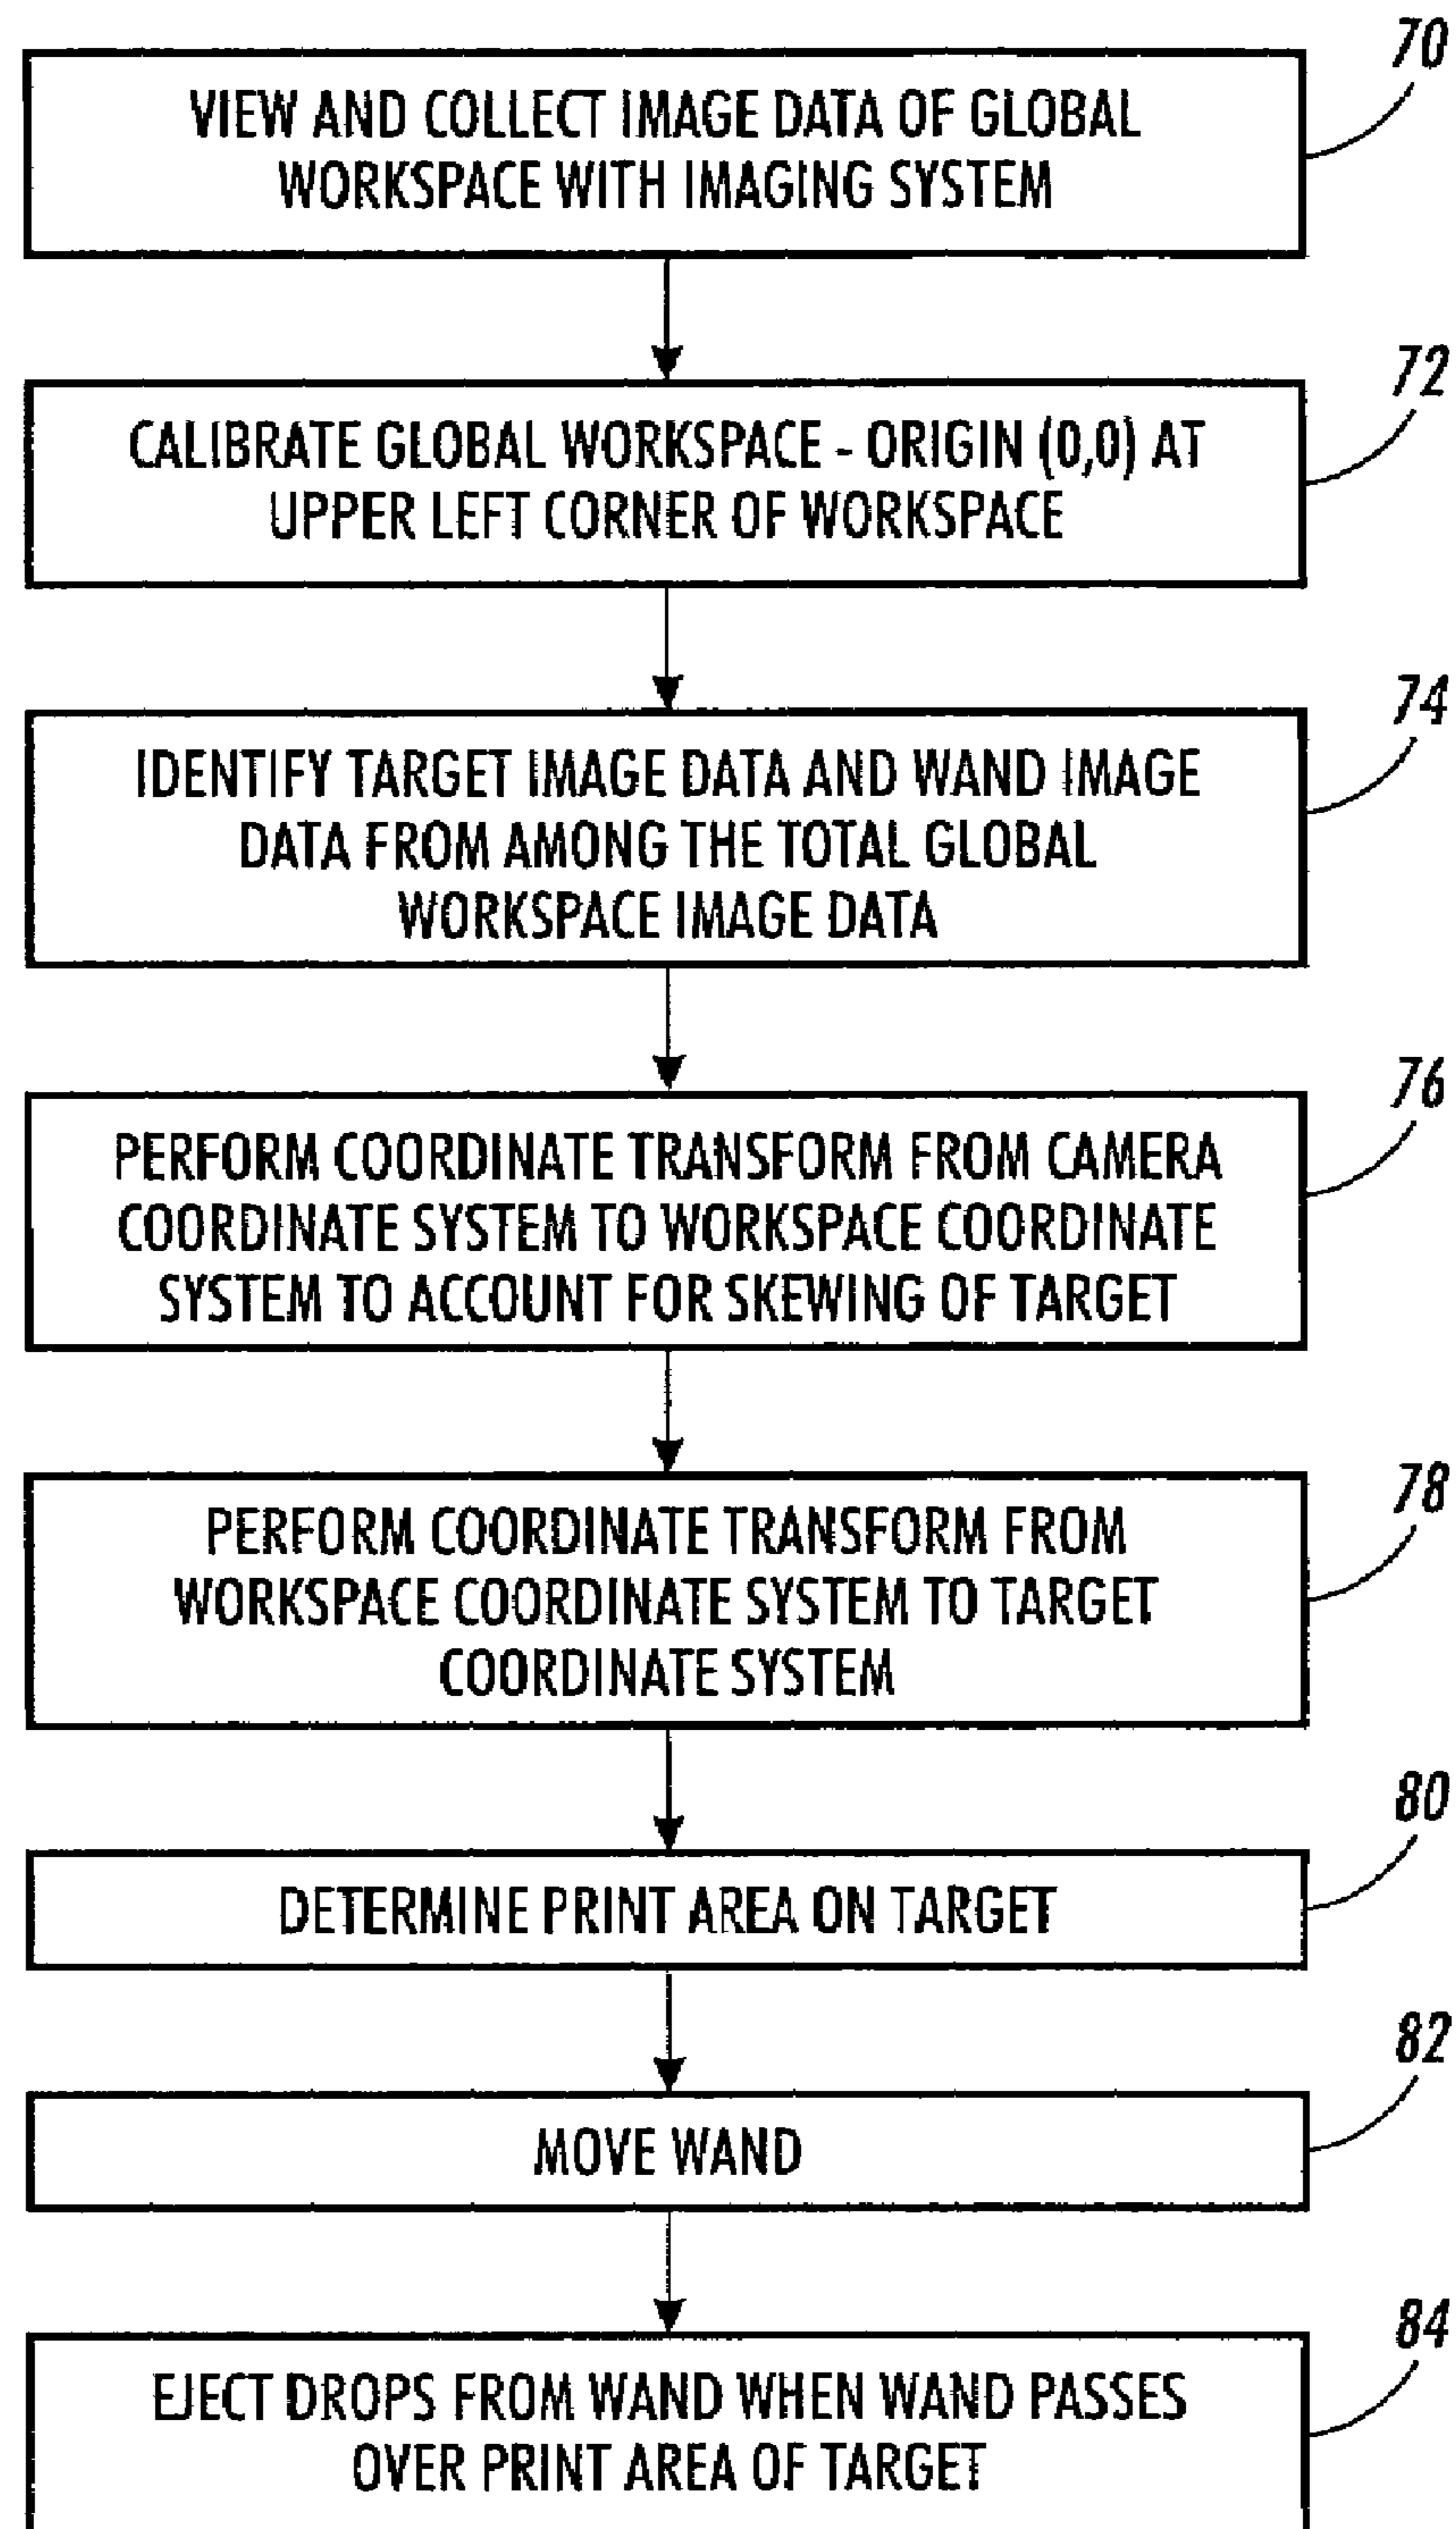 70
VIEW AND COLLECT IMAGE DATA OF GLOBAL
WORKSPACE WITH IMAGING SYSTEM
72
CALIBRATE GLOBAL WORKSPACE - ORIGIN (0,0) AT
UPPER LEFT CORNER OF WORKSPACE
74
IDENTIFY TARGET IMAGE DATA AND WAND IMAGE
DATA FROM AMONG THE TOTAL GLOBAL
WORKSPACE IMAGE DATA
76
PERFORM COORDINATE TRANSFORM FROM CAMERA
COORDINATE SYSTEM TO WORKSPACE COORDINATE
SYSTEM TO ACCOUNT FOR SKEWING OF TARGET
78
PERFORM COORDINATE TRANSFORM FROM
WORKSPACE COORDINATE SYSTEM TO TARGET
COORDINATE SYSTEM
80
DETERMINE PRINT AREA ON TARGET
82
MOVE WAND
84
EJECT DROPS FROM WAND WHEN WAND PASSES
OVER PRINT AREA OF TARGET